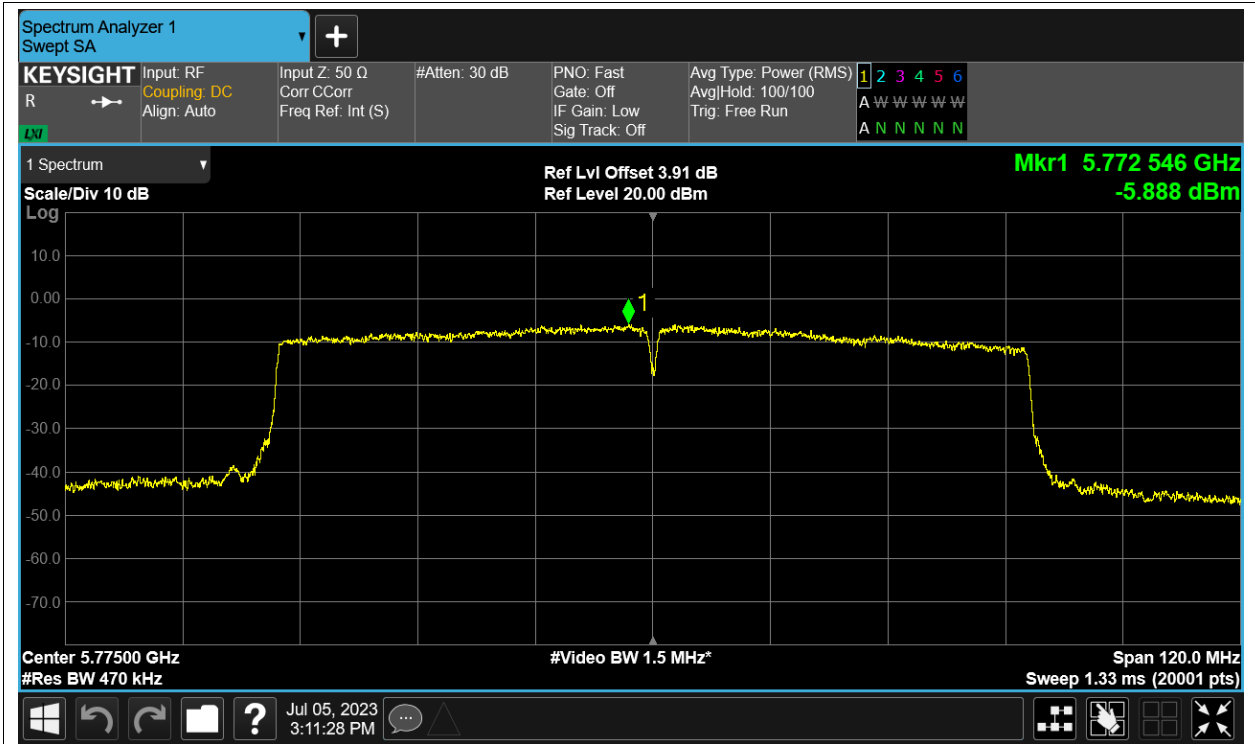 Spectrum Analyzer 1
Swept SA
+
KEYSIGHT
R
LXI
Input: RF
Coupling: DC
Align: Auto
Input Z: 50 Ω
Corr CCorr
Freq Ref: Int (S)
#Atten: 30 dB
PNO: Fast
Gate: Off
IF Gain: Low
Sig Track: Off
Avg Type: Power (RMS)
Avg|Hold: 100/100
Trig: Free Run
1 2 3 4 5 6
A W W W W W
A N N N N N
1 Spectrum
Scale/Div 10 dB
Log
Ref Lvl Offset 3.91 dB
Ref Level 20.00 dBm
Mkr1 5.772 546 GHz
-5.888 dBm
10.0
0.00
-10.0
-20.0
-30.0
-40.0
-50.0
-60.0
-70.0
1
Center 5.77500 GHz
#Res BW 470 kHz
#Video BW 1.5 MHz*
Span 120.0 MHz
Sweep 1.33 ms (20001 pts)
?
Jul 05, 2023
3:11:28 PM